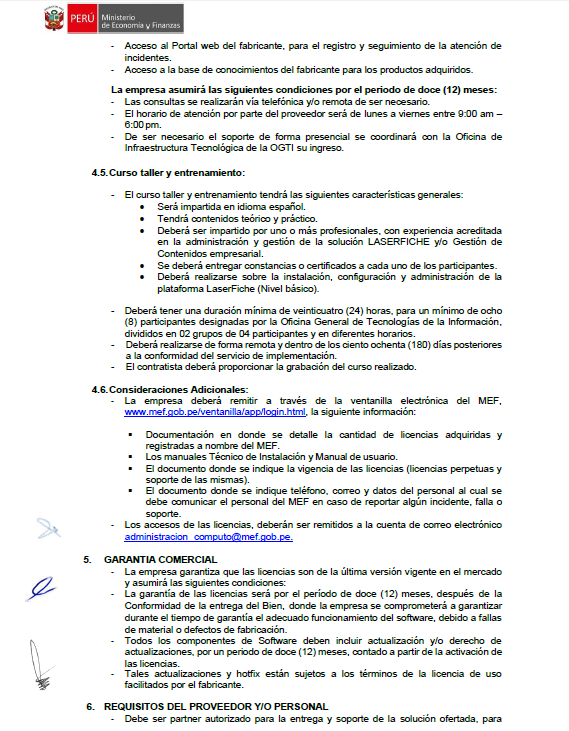 PERÚ
Ministerio
de Economía y Finanzas
- Acceso al Portal web del fabricante, para el registro y seguimiento de la atención de
incidentes.
- Acceso a la base de conocimientos del fabricante para los productos adquiridos.
La empresa asumirá las siguientes condiciones por el periodo de doce (12) meses:
- Las consultas se realizarán vía telefónica y/o remota de ser necesario.
- El horario de atención por parte del proveedor será de lunes a viernes entre 9:00 am –
6:00 pm.
- De ser necesario el soporte de forma presencial se coordinará con la Oficina de
Infraestructura Tecnológica de la OGTI su ingreso.
4.5. Curso taller y entrenamiento:
- El curso taller y entrenamiento tendrá las siguientes características generales:
• Será impartida en idioma español.
• Tendrá contenidos teórico y práctico.
• Deberá ser impartido por uno o más profesionales, con experiencia acreditada
en la administración y gestión de la solución LASERFICHE y/o Gestión de
Contenidos empresarial.
• Se deberá entregar constancias o certificados a cada uno de los participantes.
• Deberá realizarse sobre la instalación, configuración y administración de la
plataforma LaserFiche (Nivel básico).
- Deberá tener una duración mínima de veinticuatro (24) horas, para un mínimo de ocho
(8) participantes designadas por la Oficina General de Tecnologías de la Información,
divididos en 02 grupos de 04 participantes y en diferentes horarios.
- Deberá realizarse de forma remota y dentro de los ciento ochenta (180) días posteriores
a la conformidad del servicio de implementación.
- El contratista deberá proporcionar la grabación del curso realizado.
4.6. Consideraciones Adicionales:
- La empresa deberá remitir a través de la ventanilla electrónica del MEF,
www.mef.gob.pe/ventanilla/app/login.html, la siguiente información:
▪ Documentación en donde se detalle la cantidad de licencias adquiridas y
registradas a nombre del MEF.
▪ Los manuales Técnico de Instalación y Manual de usuario.
▪ El documento donde se indique la vigencia de las licencias (licencias perpetuas y
soporte de las mismas).
▪ El documento donde se indique teléfono, correo y datos del personal al cual se
debe comunicar el personal del MEF en caso de reportar algún incidente, falla o
soporte.
- Los accesos de las licencias, deberán ser remitidos a la cuenta de correo electrónico
administracion_computo@mef.gob.pe.
5. GARANTIA COMERCIAL
- La empresa garantiza que las licencias son de la última versión vigente en el mercado
y asumirá las siguientes condiciones:
- La garantía de las licencias será por el período de doce (12) meses, después de la
Conformidad de la entrega del Bien, donde la empresa se comprometerá a garantizar
durante el tiempo de garantía el adecuado funcionamiento del software, debido a fallas
de material o defectos de fabricación.
- Todos los componentes de Software deben incluir actualización y/o derecho de
actualizaciones, por un periodo de doce (12) meses, contado a partir de la activación de
las licencias.
- Tales actualizaciones y hotfix están sujetos a los términos de la licencia de uso
facilitados por el fabricante.
6. REQUISITOS DEL PROVEEDOR Y/O PERSONAL
- Debe ser partner autorizado para la entrega y soporte de la solución ofertada, para